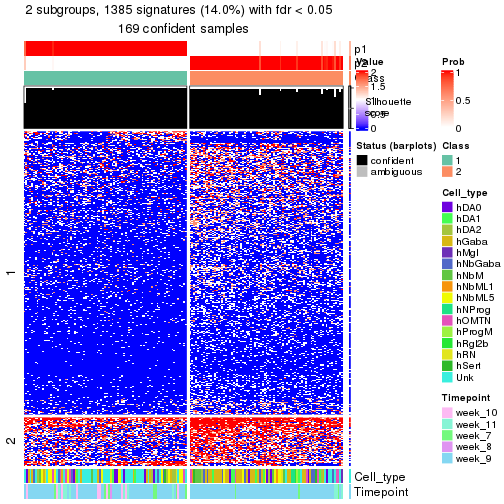 2 subgroups, 1385 signatures (14.0%) with fdr < 0.05
169 confident samples
p1
p2
Class
Silhouette
score
1
2
Cell_type
Timepoint
Value
2
1.5
1
0.5
0
Prob
1
0.5
0
Status (barplots)
confident
ambiguous
Class
1
2
Cell_type
hDA0
hDA1
hDA2
hGaba
hMgl
hNbGaba
hNbM
hNbML1
hNbML5
hNProg
hOMTN
hProgM
hRgl2b
hRN
hSert
Unk
Timepoint
week_10
week_11
week_7
week_8
week_9